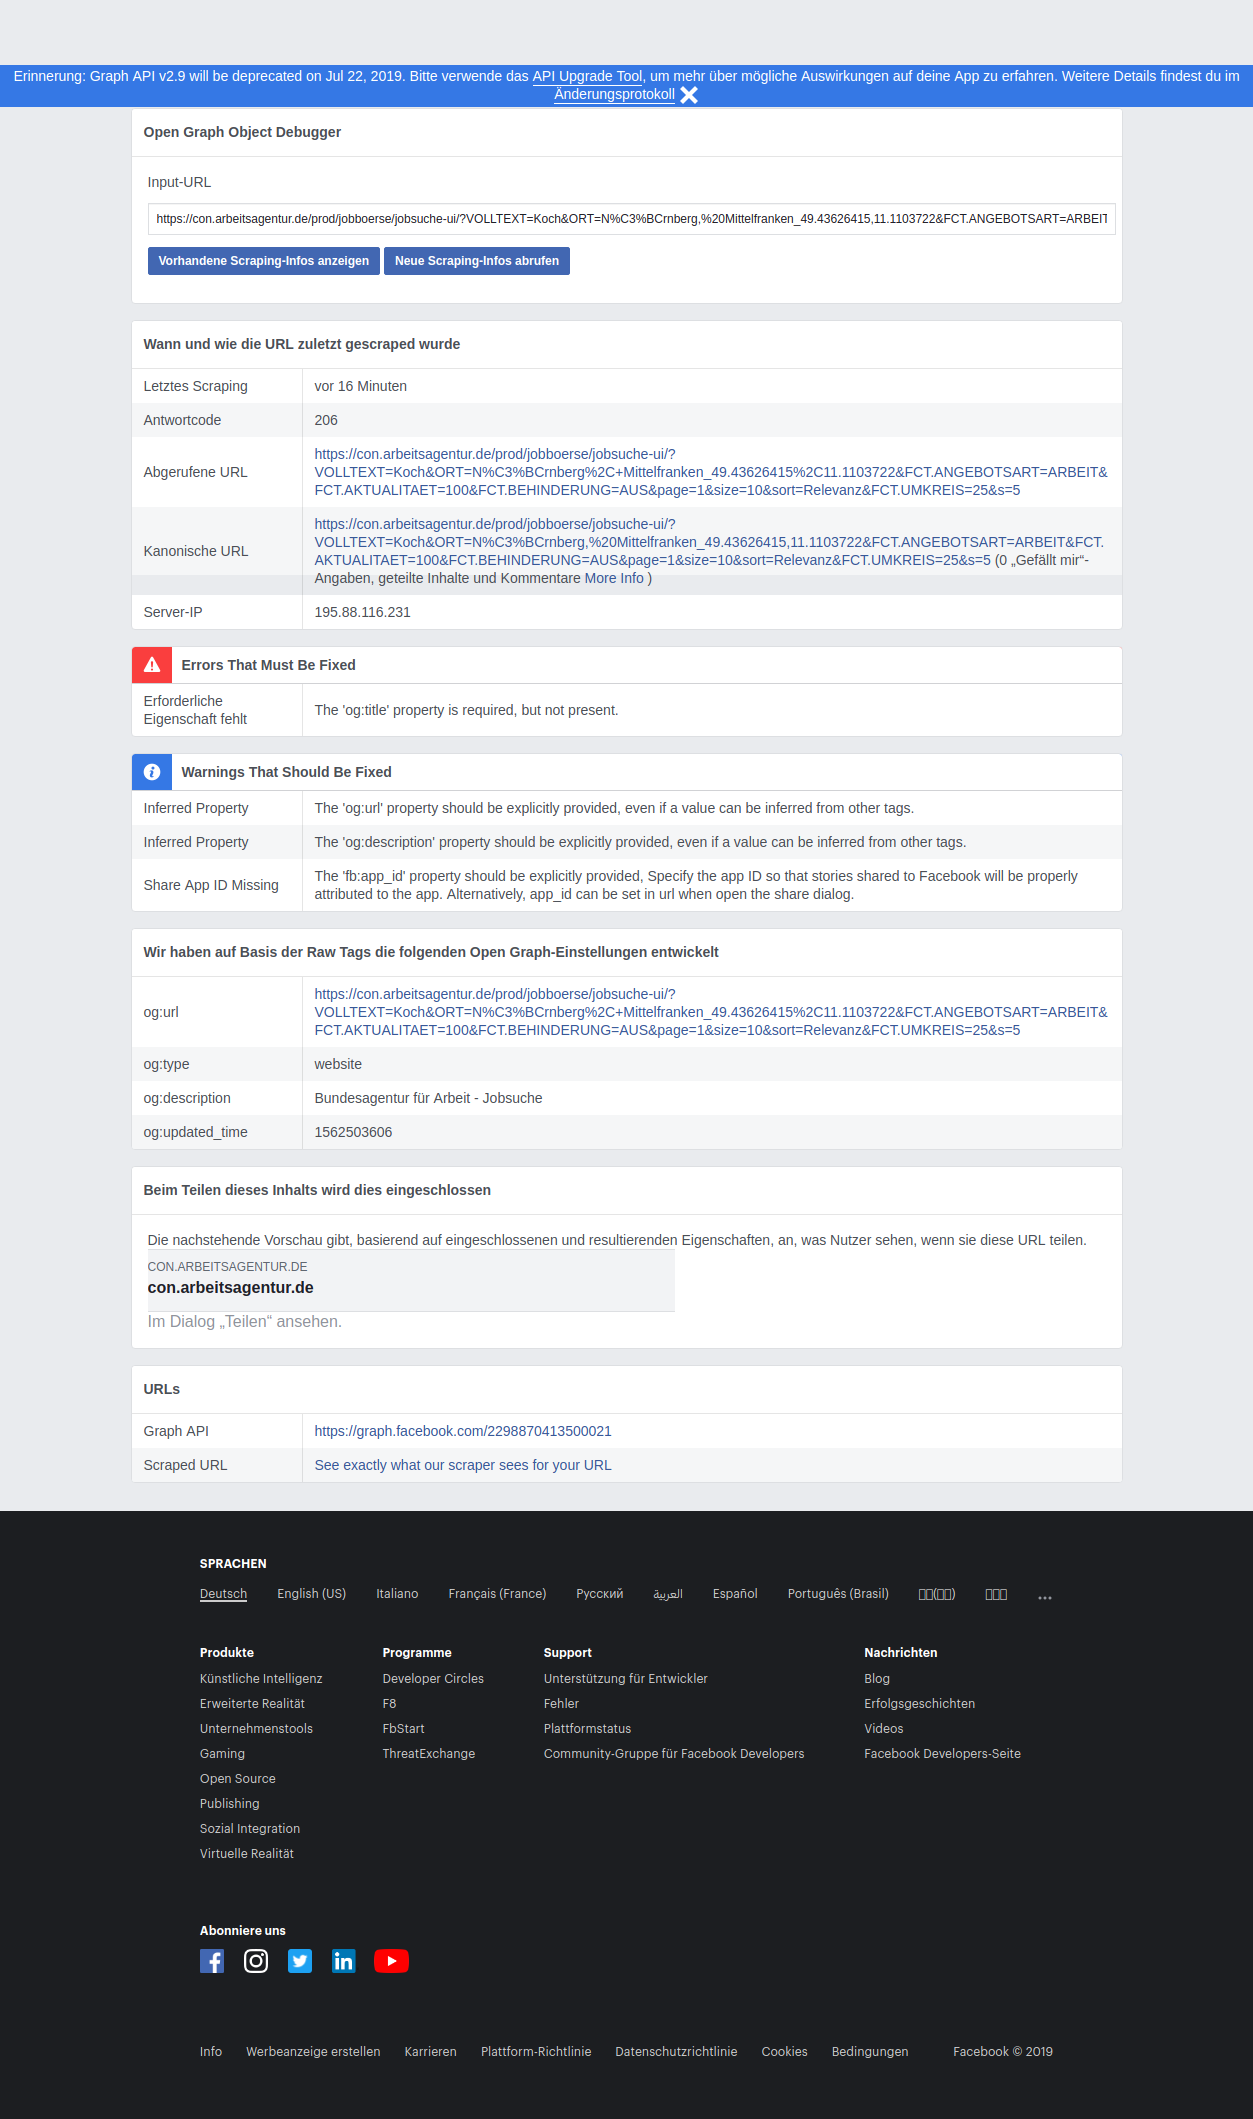 Erinnerung: Graph API v2.9 will be deprecated on Jul 22, 2019. Bitte verwende das API Upgrade Tool, um mehr über mögliche Auswirkungen auf deine App zu erfahren. Weitere Details findest du im
Änderungsprotokoll
Open Graph Object Debugger
Input-URL
https://con.arbeitsagentur.de/prod/jobboerse/jobsuche-ui/?VOLLTEXT=Koch&ORT=N%C3%BCrnberg,%20Mittelfranken_49.43626415,11.1103722&FCT.ANGEBOTSART=ARBEIT
Vorhandene Scraping-Infos anzeigen
Neue Scraping-Infos abrufen
Wann und wie die URL zuletzt gescraped wurde
Letztes Scraping
vor 16 Minuten
Antwortcode
206
Abgerufene URL
https://con.arbeitsagentur.de/prod/jobboerse/jobsuche-ui/?
VOLLTEXT=Koch&ORT=N%C3%BCrnberg%2C+Mittelfranken_49.43626415%2C11.1103722&FCT.ANGEBOTSART=ARBEIT&
FCT.AKTUALITAET=100&FCT.BEHINDERUNG=AUS&page=1&size=10&sort=Relevanz&FCT.UMKREIS=25&s=5
Kanonische URL
https://con.arbeitsagentur.de/prod/jobboerse/jobsuche-ui/?
VOLLTEXT=Koch&ORT=N%C3%BCrnberg,%20Mittelfranken_49.43626415,11.1103722&FCT.ANGEBOTSART=ARBEIT&FCT.
AKTUALITAET=100&FCT.BEHINDERUNG=AUS&page=1&size=10&sort=Relevanz&FCT.UMKREIS=25&s=5 (0 „Gefällt mir“-
Angaben, geteilte Inhalte und Kommentare More Info )
Server-IP
195.88.116.231
Errors That Must Be Fixed
Erforderliche
Eigenschaft fehlt
The 'og:title' property is required, but not present.
Warnings That Should Be Fixed
Inferred Property
The 'og:url' property should be explicitly provided, even if a value can be inferred from other tags.
Inferred Property
The 'og:description' property should be explicitly provided, even if a value can be inferred from other tags.
Share App ID Missing
The 'fb:app_id' property should be explicitly provided, Specify the app ID so that stories shared to Facebook will be properly
attributed to the app. Alternatively, app_id can be set in url when open the share dialog.
Wir haben auf Basis der Raw Tags die folgenden Open Graph-Einstellungen entwickelt
og:url
https://con.arbeitsagentur.de/prod/jobboerse/jobsuche-ui/?
VOLLTEXT=Koch&ORT=N%C3%BCrnberg%2C+Mittelfranken_49.43626415%2C11.1103722&FCT.ANGEBOTSART=ARBEIT&
FCT.AKTUALITAET=100&FCT.BEHINDERUNG=AUS&page=1&size=10&sort=Relevanz&FCT.UMKREIS=25&s=5
og:type
website
og:description
Bundesagentur für Arbeit - Jobsuche
og:updated_time
1562503606
Beim Teilen dieses Inhalts wird dies eingeschlossen
Die nachstehende Vorschau gibt, basierend auf eingeschlossenen und resultierenden Eigenschaften, an, was Nutzer sehen, wenn sie diese URL teilen.
CON.ARBEITSAGENTUR.DE
con.arbeitsagentur.de
Im Dialog „Teilen“ ansehen.
URLs
Graph API
https://graph.facebook.com/2298870413500021
Scraped URL
See exactly what our scraper sees for your URL
SPRACHEN
Deutsch English (US) Italiano Français (France) Русский العربية Español Português (Brasil)
Produkte
Künstliche Intelligenz
Erweiterte Realität
Unternehmenstools
Gaming
Open Source
Publishing
Sozial Integration
Virtuelle Realität
Programme
Developer Circles
F8
FbStart
ThreatExchange
Support
Unterstützung für Entwickler
Fehler
Plattformstatus
Community-Gruppe für Facebook Developers
Nachrichten
Blog
Erfolgsgeschichten
Videos
Facebook Developers-Seite
Abonniere uns
Info Werbeanzeige erstellen Karrieren Plattform-Richtlinie Datenschutzrichtlinie Cookies Bedingungen Facebook © 2019